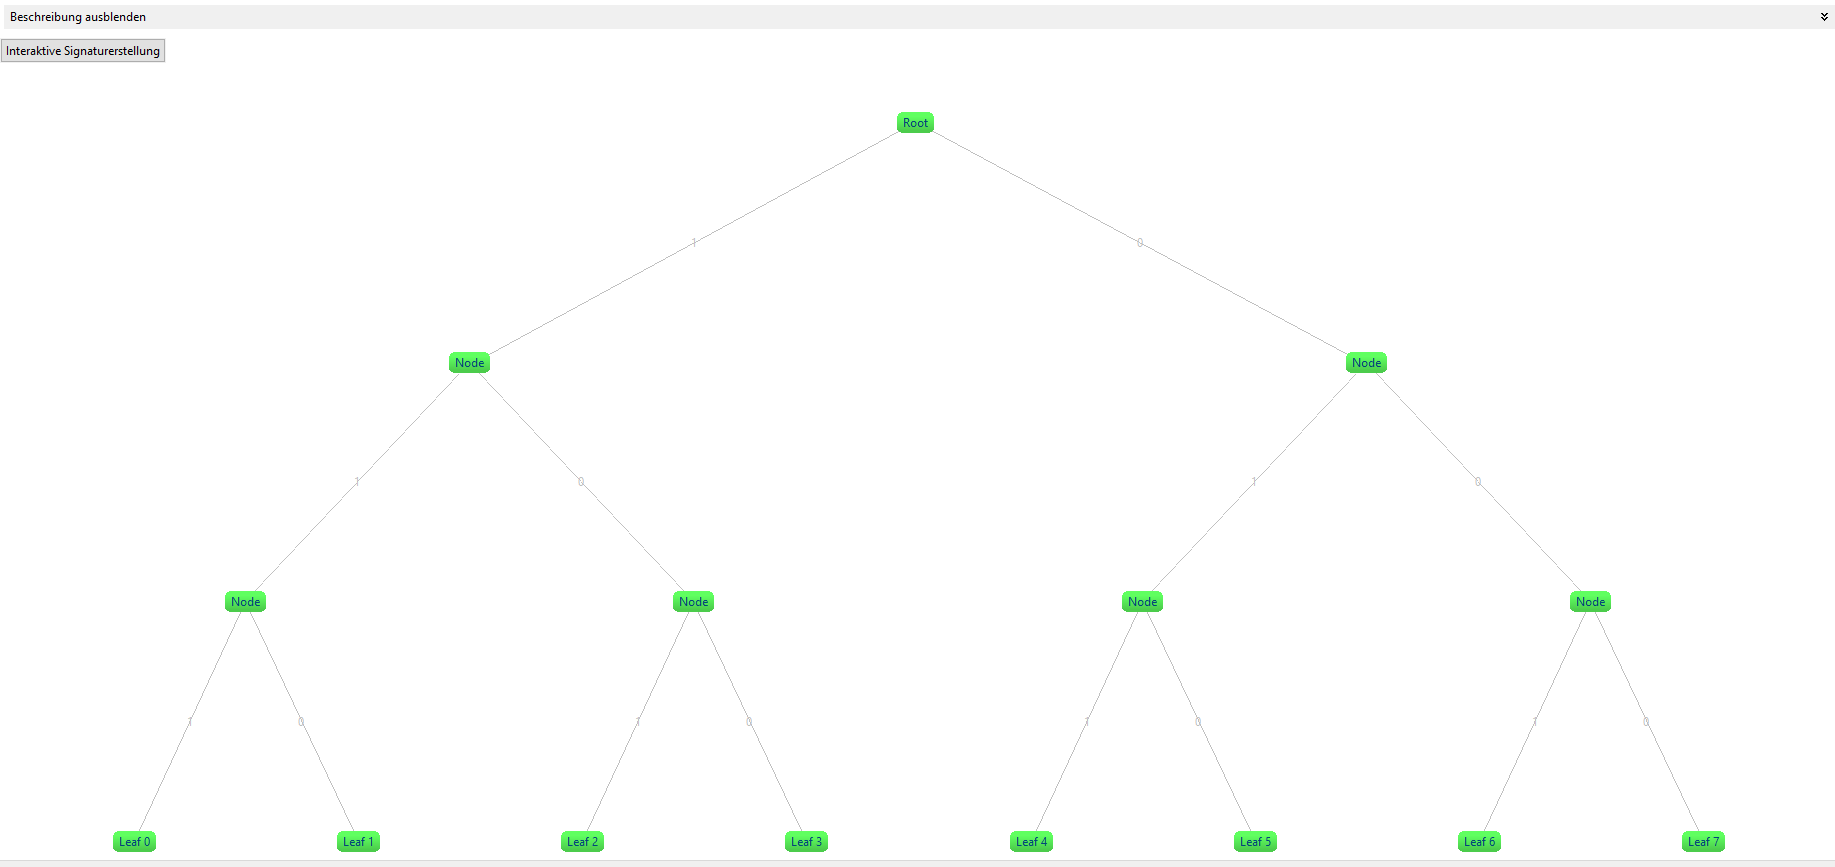 Beschreibung ausblenden
Interaktive Signaturerstellung
Root
1 0
Node Node
1 0 1 0
Node Node Node Node
1 0 1 0 1 0 1 0
Leaf 0 Leaf 1 Leaf 2 Leaf 3 Leaf 4 Leaf 5 Leaf 6 Leaf 7